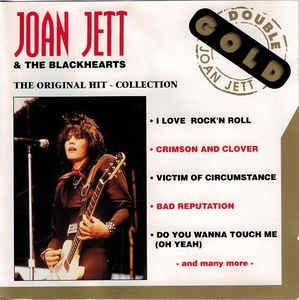 JOAN JETT
& THE BLACKHEARTS
THE ORIGINAL HIT - COLLECTION
DOUBLE
GOLD
JOAN JETT
• I LOVE ROCK'N ROLL
• CRIMSON AND CLOVER
• VICTIM OF CIRCUMSTANCE
• BAD REPUTATION
• DO YOU WANNA TOUCH ME
(OH YEAH)
- and many more -